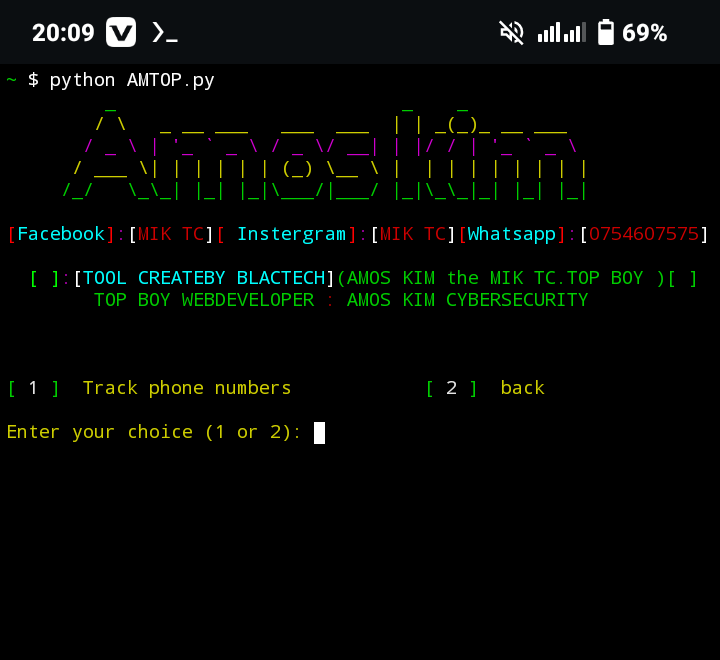 20:09 69%
~ $ python AMTOP.py
Amoskim
[Facebook]:[MIK TC][ Instergram]:[MIK TC][Whatsapp]:[0754607575]
[ ]:[TOOL CREATEBY BLACTECH](AMOS KIM the MIK TC.TOP BOY )[ ]
TOP BOY WEBDEVELOPER : AMOS KIM CYBERSECURITY
[ 1 ] Track phone numbers [ 2 ] back
Enter your choice (1 or 2):